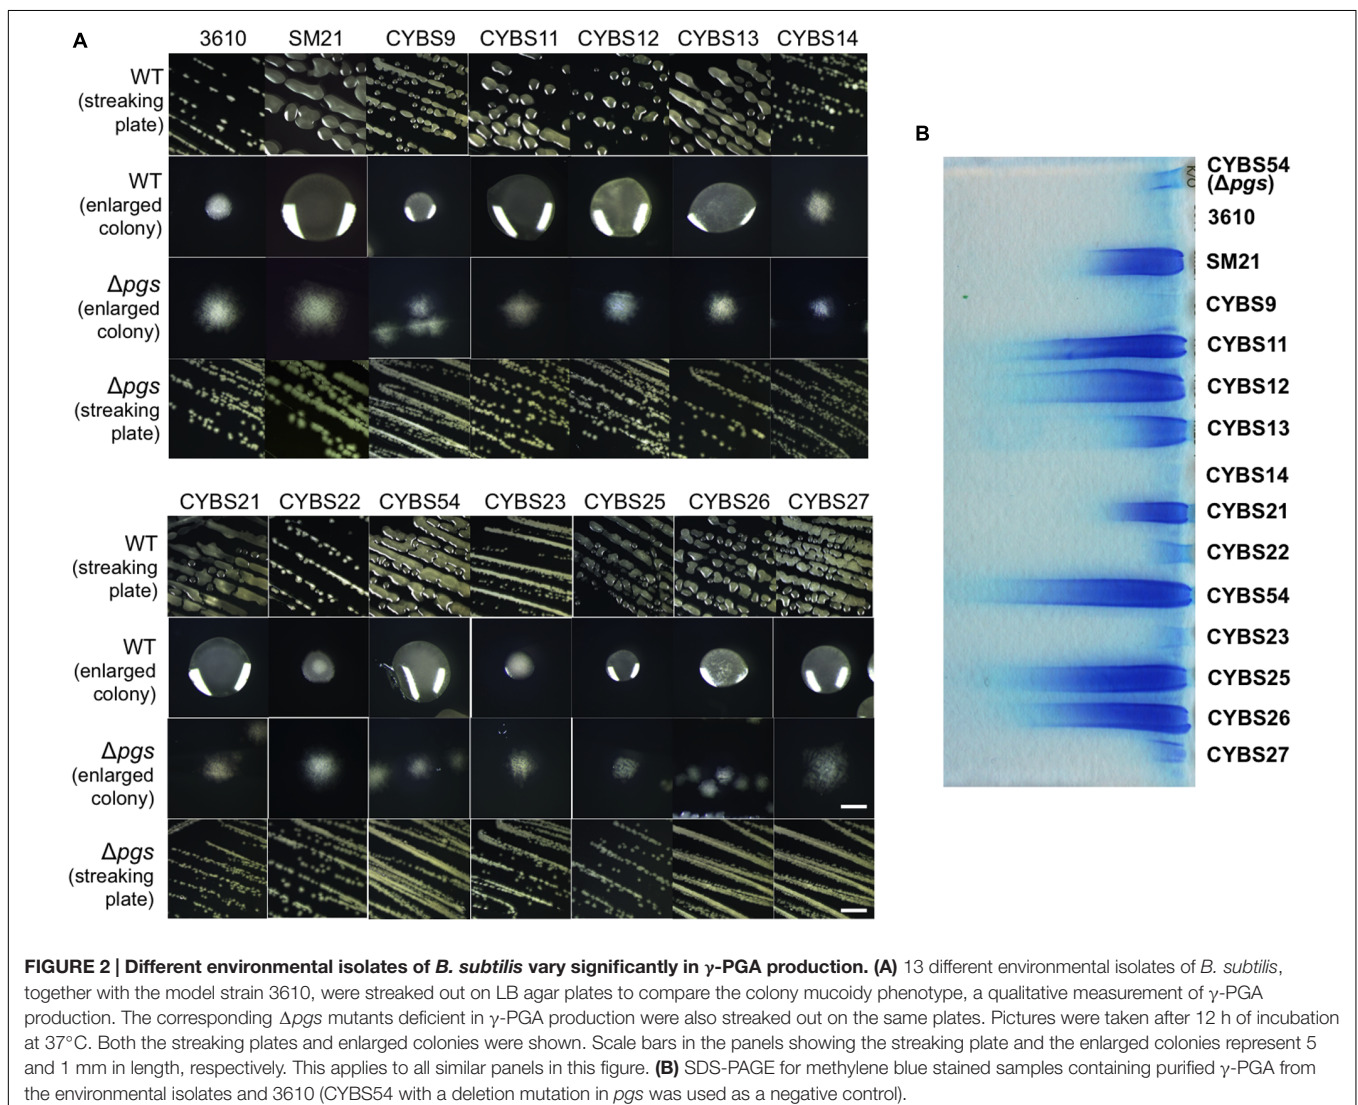 A
3610 SM21 CYBS9 CYBS11 CYBS12 CYBS13 CYBS14
WT
(streaking
plate)
WT
(enlarged
colony)
Δpgs
(enlarged
colony)
Δpgs
(streaking
plate)
CYBS21 CYBS22 CYBS54 CYBS23 CYBS25 CYBS26 CYBS27
WT
(streaking
plate)
WT
(enlarged
colony)
Δpgs
(enlarged
colony)
Δpgs
(streaking
plate)
B
CYBS54
(Δpgs)
3610
SM21
CYBS9
CYBS11
CYBS12
CYBS13
CYBS14
CYBS21
CYBS22
CYBS54
CYBS23
CYBS25
CYBS26
CYBS27
FIGURE 2 | Different environmental isolates of B. subtilis vary significantly in γ-PGA production. (A) 13 different environmental isolates of B. subtilis,
together with the model strain 3610, were streaked out on LB agar plates to compare the colony mucoidy phenotype, a qualitative measurement of γ-PGA
production. The corresponding Δpgs mutants deficient in γ-PGA production were also streaked out on the same plates. Pictures were taken after 12 h of incubation
at 37°C. Both the streaking plates and enlarged colonies were shown. Scale bars in the panels showing the streaking plate and the enlarged colonies represent 5
and 1 mm in length, respectively. This applies to all similar panels in this figure. (B) SDS-PAGE for methylene blue stained samples containing purified γ-PGA from
the environmental isolates and 3610 (CYBS54 with a deletion mutation in pgs was used as a negative control).